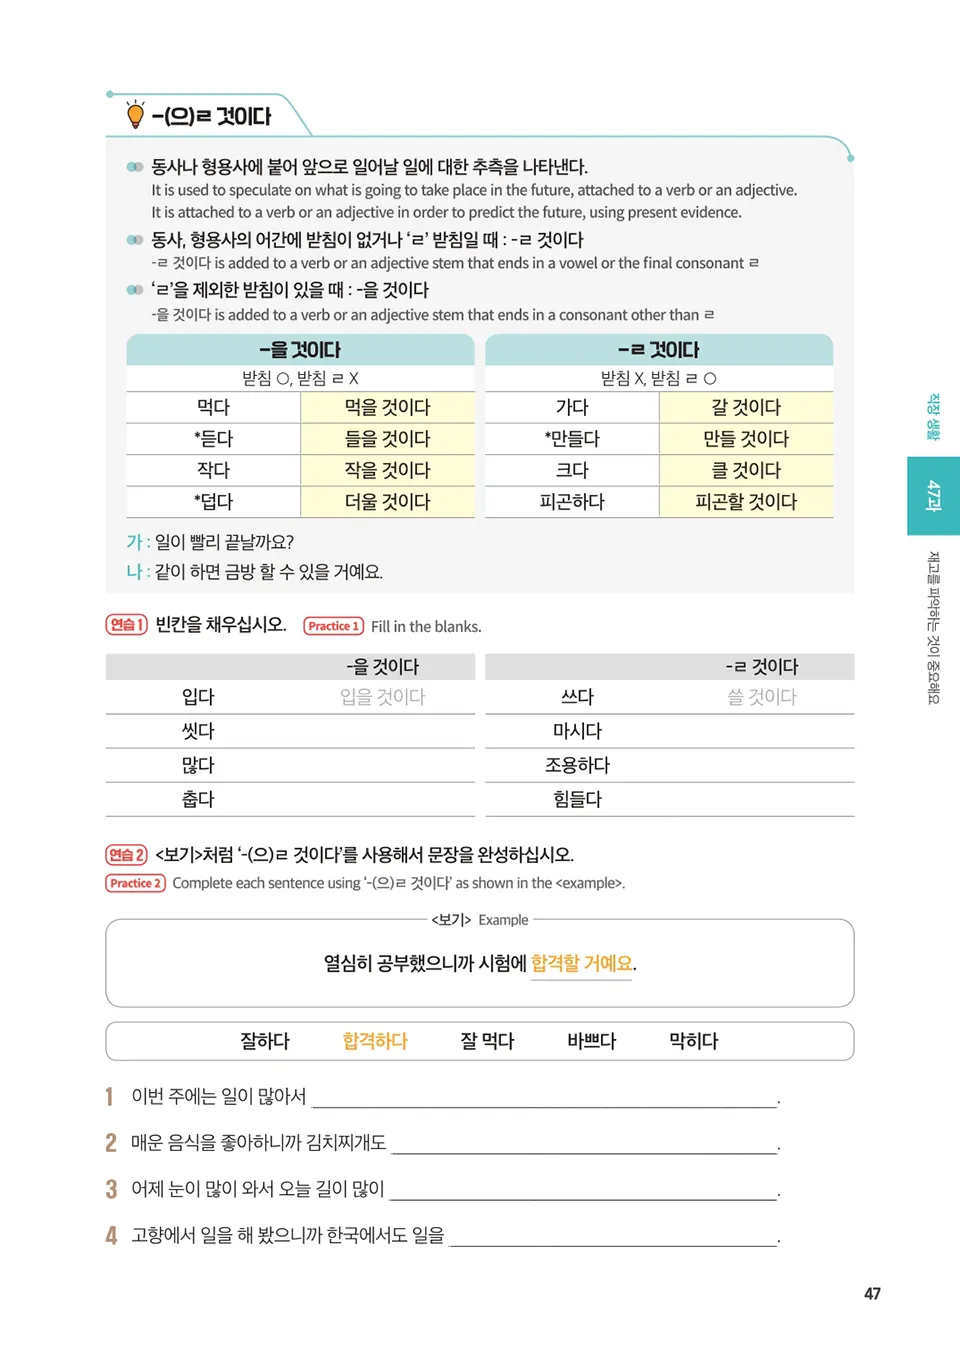 -(으)ㄹ 것이다
동사나 형용사에 붙어 앞으로 일어날 일에 대한 추측을 나타낸다.
It is used to speculate on what is going to take place in the future, attached to a verb or an adjective.
It is attached to a verb or an adjective in order to predict the future, using present evidence.
동사, 형용사의 어간에 받침이 없거나 ‘ㄹ’ 받침일 때 : -ㄹ 것이다
-ㄹ 것이다 is added to a verb or an adjective stem that ends in a vowel or the final consonant ㄹ
‘ㄹ’을 제외한 받침이 있을 때 : -을 것이다
-을 것이다 is added to a verb or an adjective stem that ends in a consonant other than ㄹ
-을 것이다 -ㄹ 것이다
받침 ○, 받침 ㄹ X 받침 X, 받침 ㄹ ○
먹다 먹을 것이다 가다 갈 것이다
*듣다 들을 것이다 *만들다 만들 것이다
작다 작을 것이다 크다 클 것이다
*덥다 더울 것이다 피곤하다 피곤할 것이다
가 : 일이 빨리 끝날까요?
나 : 같이 하면 금방 할 수 있을 거예요.
연습 1 빈칸을 채우십시오. Practice 1 Fill in the blanks.
-을 것이다 -ㄹ 것이다
입다 입을 것이다 쓰다 쓸 것이다
씻다 마시다
많다 조용하다
춥다 힘들다
연습 2 <보기>처럼 ‘-(으)ㄹ 것이다’를 사용해서 문장을 완성하십시오.
Practice 2 Complete each sentence using ‘-(으)ㄹ 것이다’ as shown in the <example>.
<보기> Example
열심히 공부했으니까 시험에 합격할 거예요.
잘하다 합격하다 잘 먹다 바쁘다 막히다
1 이번 주에는 일이 많아서 .
2 매운 음식을 좋아하니까 김치찌개도 .
3 어제 눈이 많이 와서 오늘 길이 많이 .
4 고향에서 일을 해 봤으니까 한국에서도 일을 .
직장 생활
47과
재고를 파악하는 것이 중요해요
47